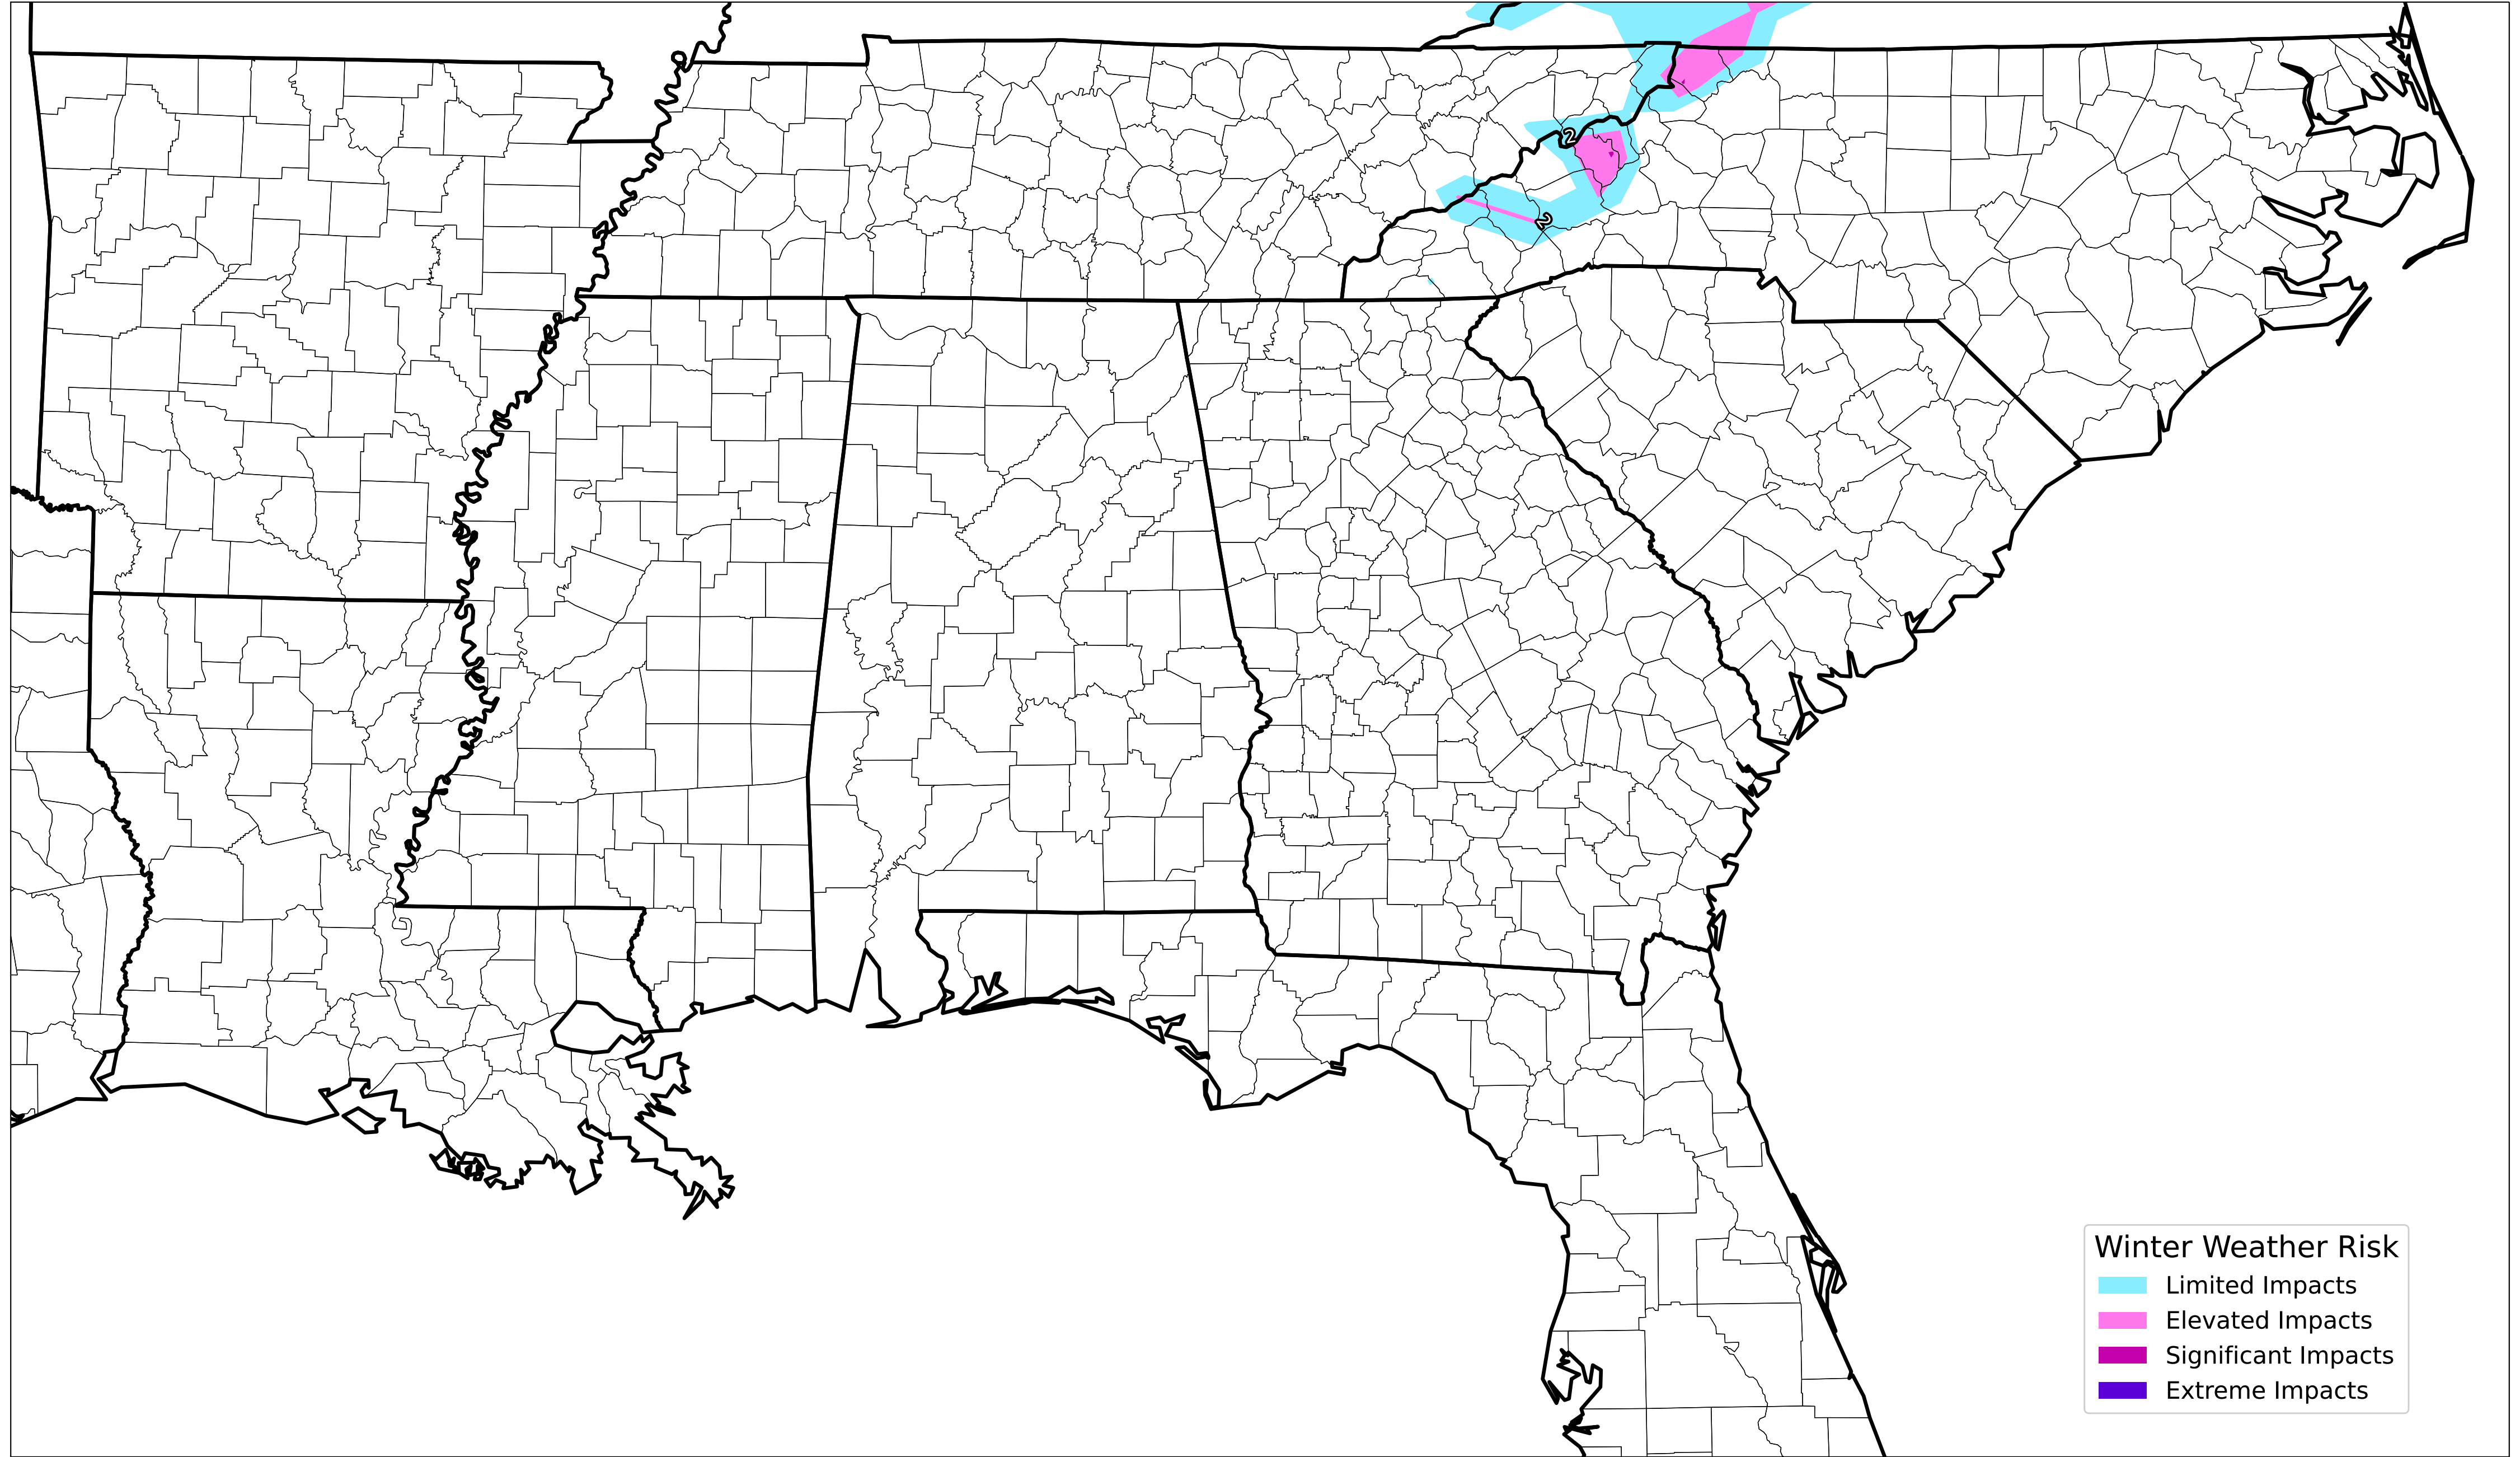 2
2
Winter Weather Risk
Limited Impacts
Elevated Impacts
Significant Impacts
Extreme Impacts